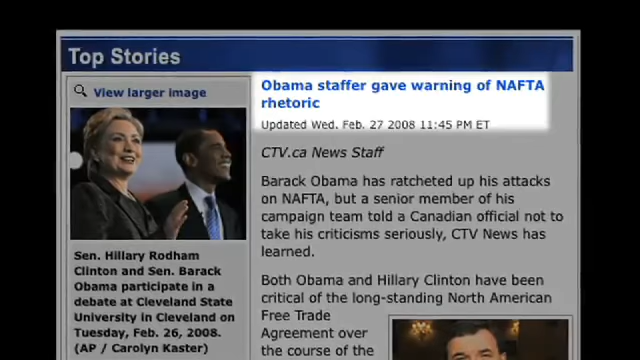 Top Stories
View larger image
Sen. Hillary Rodham
Clinton and Sen. Barack
Obama participate in a
debate at Cleveland State
University in Cleveland on
Tuesday, Feb. 26, 2008.
(AP / Carolyn Kaster)
Obama staffer gave warning of NAFTA
rhetoric
Updated Wed. Feb. 27 2008 11:45 PM ET
CTV.ca News Staff
Barack Obama has ratcheted up his attacks
on NAFTA, but a senior member of his
campaign team told a Canadian official not to
take his criticisms seriously, CTV News has
learned.
Both Obama and Hillary Clinton have been
critical of the long-standing North American
Free Trade
Agreement over
the course of the